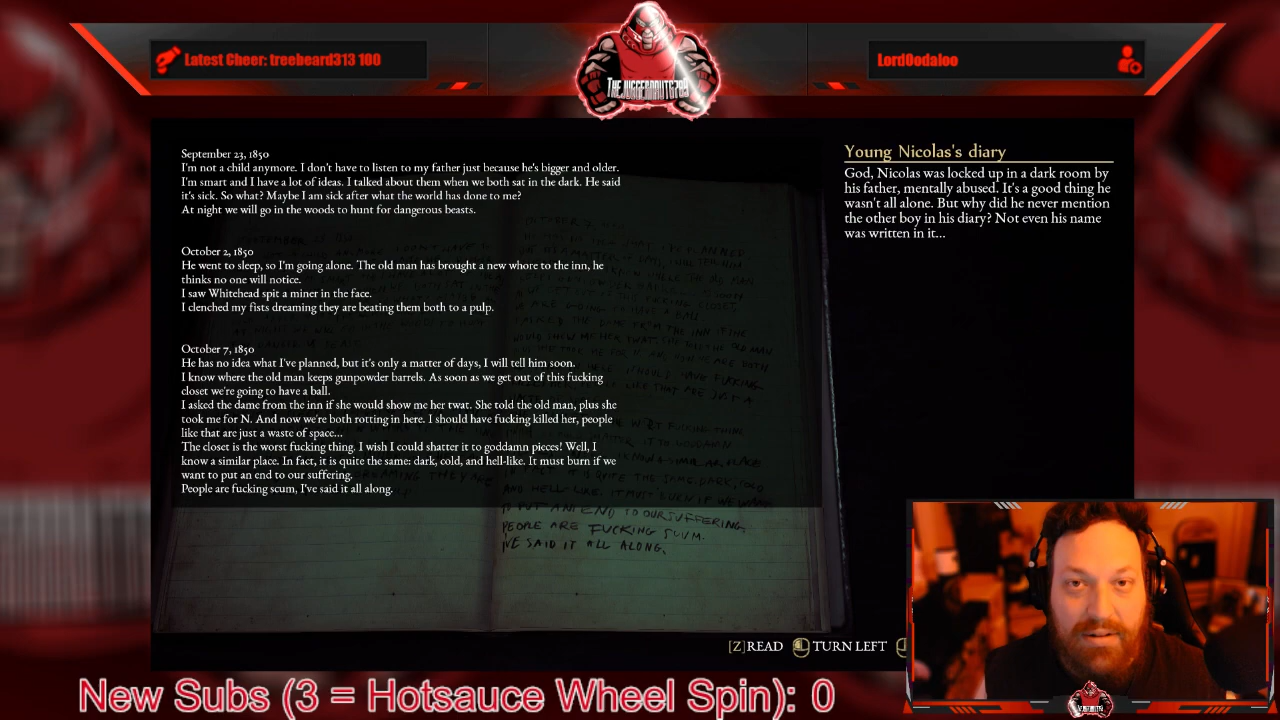 Latest Cheer: treebeard313 100
LordOodaloo
September 23, 1850
I'm not a child anymore. I don't have to listen to my father just because he's bigger and older.
I'm smart and I have a lot of ideas. I talked about them when we both sat in the dark. He said
it's sick. So what? Maybe I am sick after what the world has done to me?
At night we will go in the woods to hunt for dangerous beasts.
October 2, 1850
He went to sleep, so I'm going alone. The old man has brought a new whore to the inn, he
thinks no one will notice.
I saw Whitehead spit a miner in the face.
I clenched my fists dreaming they are beating them both to a pulp.
October 7, 1850
He has no idea what I've planned, but it's only a matter of days, I will tell him soon.
I know where the old man keeps gunpowder barrels. As soon as we get out of this fucking
closet we're going to have a ball.
I asked the dame from the inn if she would show me her twat. She told the old man, plus she
took me for N. And now we're both rotting in here. I should have fucking killed her, people
like that are just a waste of space...
The closet is the worst fucking thing. I wish I could shatter it to goddamn pieces! Well, I
know a similar place. In fact, it is quite the same: dark, cold, and hell-like. It must burn if we
want to put an end to our suffering.
People are fucking scum, I've said it all along.
TO PUT AN END TO OUR SUFFERING.
PEOPLE ARE FUCKING SCUM.
I'VE SAID IT ALL ALONG.
Young Nicolas's diary
God, Nicolas was locked up in a dark room by
his father, mentally abused. It's a good thing he
wasn't all alone. But why did he never mention
the other boy in his diary? Not even his name
was written in it...
[Z]READ TURN LEFT
New Subs (3 = Hotsauce Wheel Spin): 0